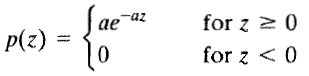 p(z) = { ae^{-az} for z ≥ 0
0 for z < 0